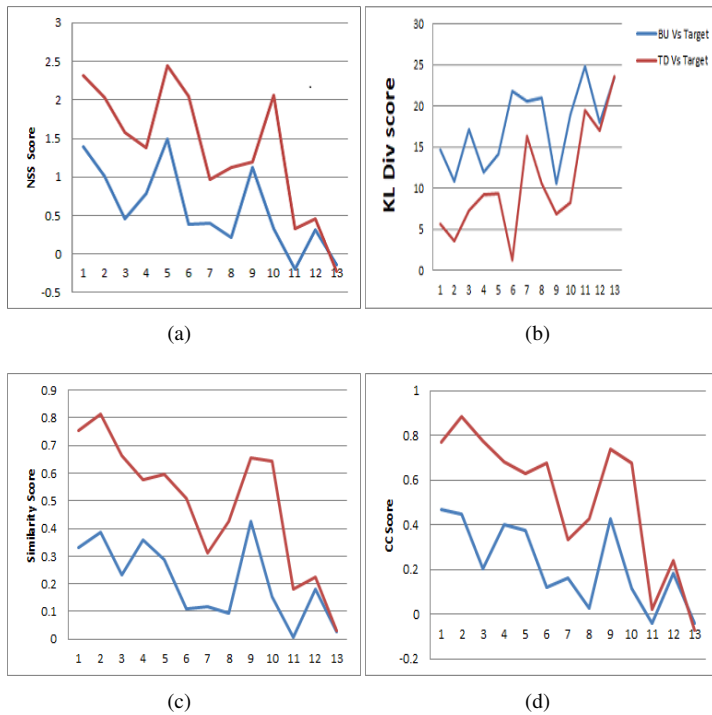 NSS Score
3
2.5
2
1.5
1
0.5
0
-0.5
1 2 3 4 5 6 7 8 9 10 11 12 13
(a)
KL Div score
30
25
20
15
10
5
0
1 2 3 4 5 6 7 8 9 10 11 12 13
BU Vs Target
TD Vs Target
(b)
Similarity Score
0.9
0.8
0.7
0.6
0.5
0.4
0.3
0.2
0.1
0
1 2 3 4 5 6 7 8 9 10 11 12 13
(c)
CC Score
1
0.8
0.6
0.4
0.2
0
-0.2
1 2 3 4 5 6 7 8 9 10 11 12 13
(d)